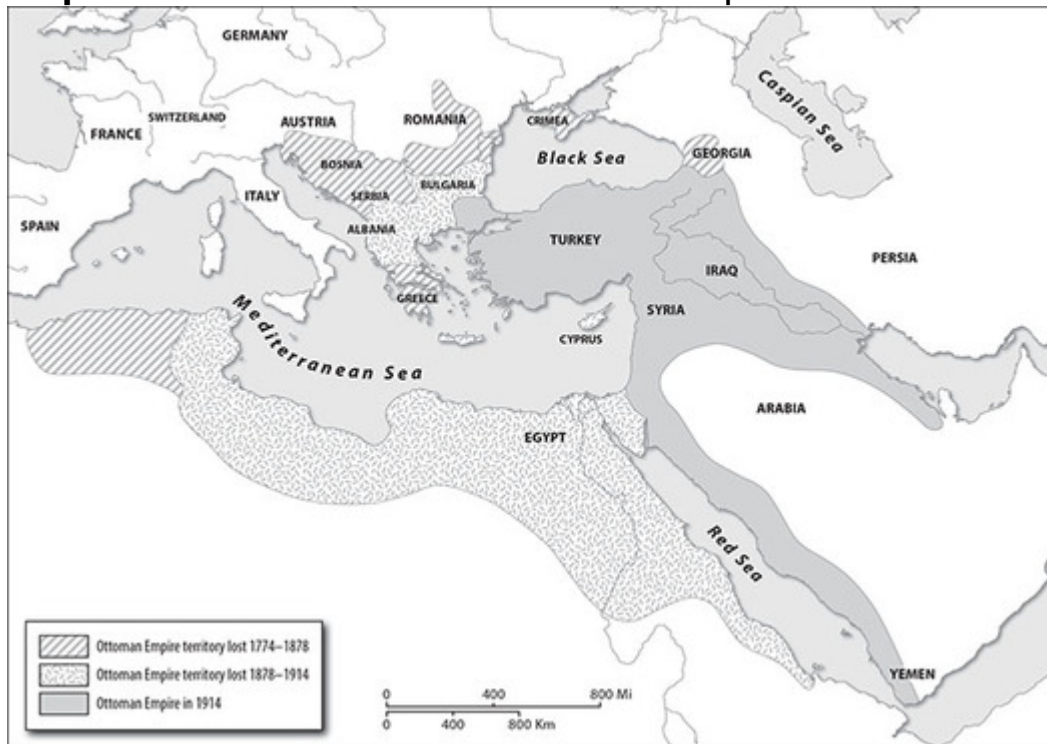 GERMANY
FRANCE
SWITZERLAND
AUSTRIA
ROMANIA
CRIMEA
Caspian Sea
BOSNIA
Black Sea
GEORGIA
SPAIN
ITALY
SERBIA
BULGARIA
ALBANIA
TURKEY
PERSIA
IRAQ
GREECE
SYRIA
Mediterranean Sea
CYPRUS
ARABIA
EGYPT
Red Sea
YEMEN
Ottoman Empire territory lost 1774–1878
Ottoman Empire territory lost 1878–1914
Ottoman Empire in 1914
0 400 800 Mi
0 400 800 Km